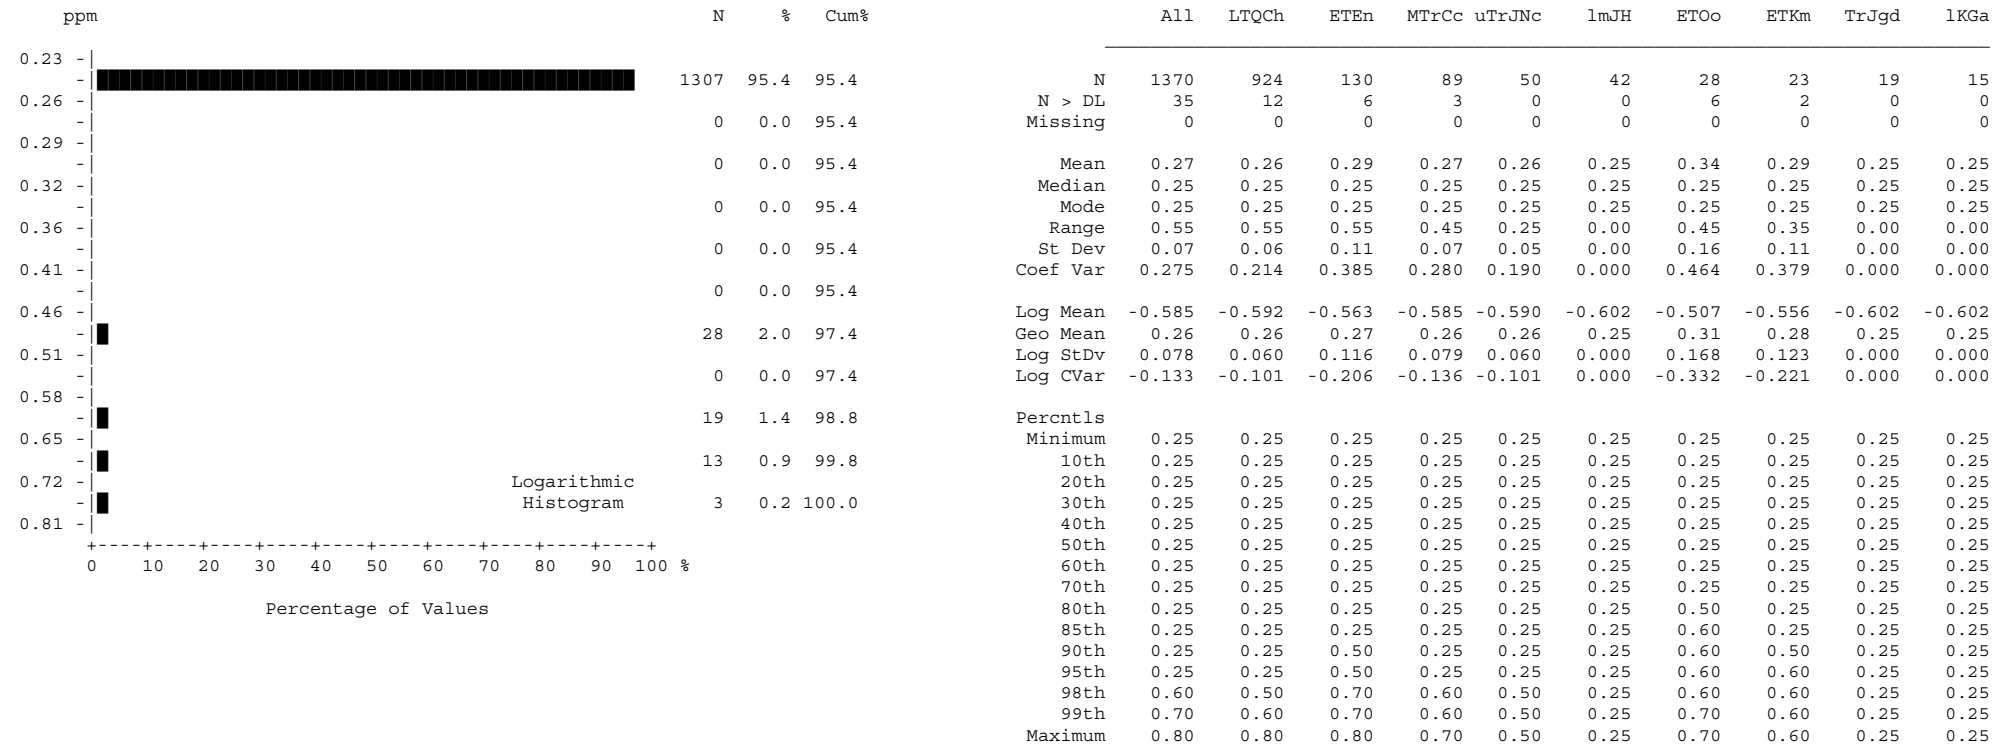 ppm N % Cum% All LTQCh ETEn MTrCc uTrJNc lmJH ETOo ETKm TrJgd lKGa
0.23 -|
-| 1307 95.4 95.4 N 1370 924 130 89 50 42 28 23 19 15
0.26 -| N > DL 35 12 6 3 0 0 6 2 0 0
-| 0 0.0 95.4 Missing 0 0 0 0 0 0 0 0 0 0
0.29 -|
-| 0 0.0 95.4 Mean 0.27 0.26 0.29 0.27 0.26 0.25 0.34 0.29 0.25 0.25
0.32 -| Median 0.25 0.25 0.25 0.25 0.25 0.25 0.25 0.25 0.25 0.25
-| 0 0.0 95.4 Mode 0.25 0.25 0.25 0.25 0.25 0.25 0.25 0.25 0.25 0.25
0.36 -| Range 0.55 0.55 0.55 0.45 0.25 0.00 0.45 0.35 0.00 0.00
-| 0 0.0 95.4 St Dev 0.07 0.06 0.11 0.07 0.05 0.00 0.16 0.11 0.00 0.00
0.41 -| Coef Var 0.275 0.214 0.385 0.280 0.190 0.000 0.464 0.379 0.000 0.000
-| 0 0.0 95.4
0.46 -| Log Mean -0.585 -0.592 -0.563 -0.585 -0.590 -0.602 -0.507 -0.556 -0.602 -0.602
-| 28 2.0 97.4 Geo Mean 0.26 0.26 0.27 0.26 0.26 0.25 0.31 0.28 0.25 0.25
0.51 -| Log StDv 0.078 0.060 0.116 0.079 0.060 0.000 0.168 0.123 0.000 0.000
-| 0 0.0 97.4 Log CVar -0.133 -0.101 -0.206 -0.136 -0.101 0.000 -0.332 -0.221 0.000 0.000
0.58 -|
-| 19 1.4 98.8 Percntls
0.65 -| Minimum 0.25 0.25 0.25 0.25 0.25 0.25 0.25 0.25 0.25 0.25
-| 13 0.9 99.8 10th 0.25 0.25 0.25 0.25 0.25 0.25 0.25 0.25 0.25 0.25
0.72 -| Logarithmic 20th 0.25 0.25 0.25 0.25 0.25 0.25 0.25 0.25 0.25 0.25
-| Histogram 3 0.2 100.0 30th 0.25 0.25 0.25 0.25 0.25 0.25 0.25 0.25 0.25 0.25
0.81 -| 40th 0.25 0.25 0.25 0.25 0.25 0.25 0.25 0.25 0.25 0.25
+----+----+----+----+----+----+----+----+----+----+ 50th 0.25 0.25 0.25 0.25 0.25 0.25 0.25 0.25 0.25 0.25
0 10 20 30 40 50 60 70 80 90 100 % 60th 0.25 0.25 0.25 0.25 0.25 0.25 0.25 0.25 0.25 0.25
70th 0.25 0.25 0.25 0.25 0.25 0.25 0.25 0.25 0.25 0.25
Percentage of Values 80th 0.25 0.25 0.25 0.25 0.25 0.25 0.50 0.25 0.25 0.25
85th 0.25 0.25 0.25 0.25 0.25 0.25 0.60 0.25 0.25 0.25
90th 0.25 0.25 0.50 0.25 0.25 0.25 0.60 0.50 0.25 0.25
95th 0.25 0.25 0.50 0.25 0.25 0.25 0.60 0.60 0.25 0.25
98th 0.60 0.50 0.70 0.60 0.50 0.25 0.60 0.60 0.25 0.25
99th 0.70 0.60 0.70 0.60 0.50 0.25 0.70 0.60 0.25 0.25
Maximum 0.80 0.80 0.80 0.70 0.50 0.25 0.70 0.60 0.25 0.25